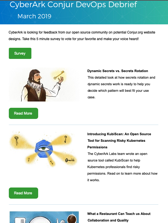 CyberArk Conjur DevOps Debrief
March 2019
CyberArk is looking for feedback from our open source community on potential Conjur.org website
designs. Take this 5 minute survey to vote for your favorite and make your voice heard!
Survey
Dynamic Secrets vs. Secrets Rotation
This detailed look at how secrets rotation and
dynamic secrets work is ready to help you
decide which pattern will best fit your use
cases.
Read More
Introducing KubiScan: An Open Source
Tool for Scanning Risky Kubernetes
Permissions
The CyberArk Labs team wrote an open
source tool called KubiScan to help
Kubernetes professionals find risky
permissions. Read on to learn more about how
it works.
Read More
What a Restaurant Can Teach us About
Collaboration and Quality